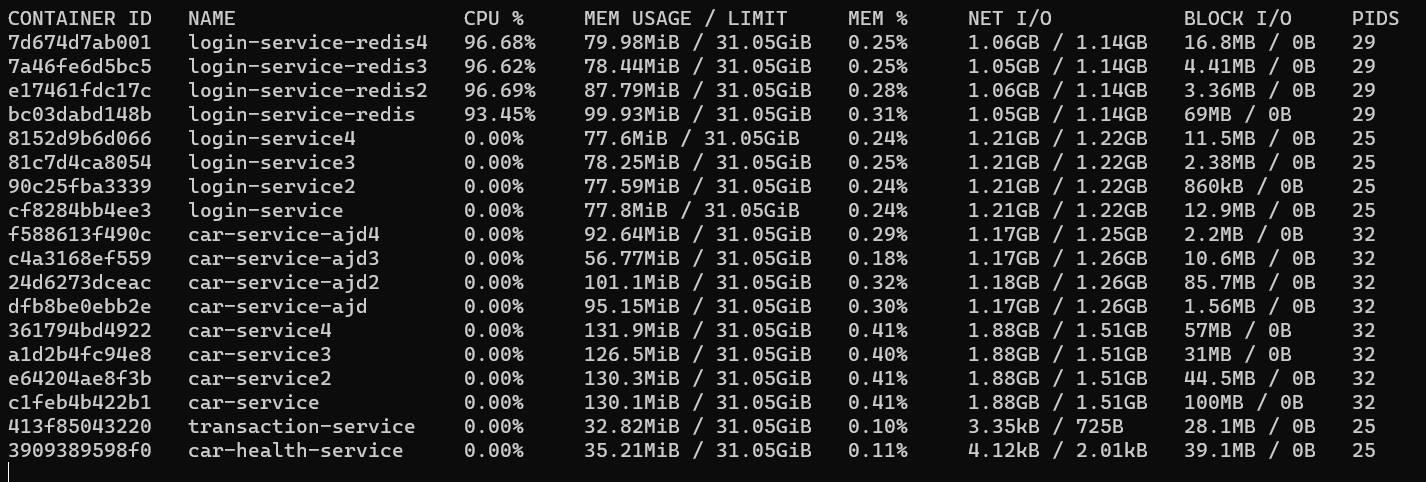 CONTAINER ID   NAME                   CPU %     MEM USAGE / LIMIT     MEM %     NET I/O           BLOCK I/O     PIDS
7d674d7ab001   login-service-redis4   96.68%    79.98MiB / 31.05GiB   0.25%     1.06GB / 1.14GB   16.8MB / 0B   29
7a46fe6d5bc5   login-service-redis3   96.62%    78.44MiB / 31.05GiB   0.25%     1.05GB / 1.14GB   4.41MB / 0B   29
e17461fdc17c   login-service-redis2   96.69%    87.79MiB / 31.05GiB   0.28%     1.06GB / 1.14GB   3.36MB / 0B   29
bc03dabd148b   login-service-redis    93.45%    99.93MiB / 31.05GiB   0.31%     1.05GB / 1.14GB   69MB / 0B     29
8152d9b6d066   login-service4         0.00%     77.6MiB / 31.05GiB    0.24%     1.21GB / 1.22GB   11.5MB / 0B   25
81c7d4ca8054   login-service3         0.00%     78.25MiB / 31.05GiB   0.25%     1.21GB / 1.22GB   2.38MB / 0B   25
90c25fba3339   login-service2         0.00%     77.59MiB / 31.05GiB   0.24%     1.21GB / 1.22GB   860kB / 0B    25
cf8284bb4ee3   login-service          0.00%     77.8MiB / 31.05GiB    0.24%     1.21GB / 1.22GB   12.9MB / 0B   25
f588613f490c   car-service-ajd4       0.00%     92.64MiB / 31.05GiB   0.29%     1.17GB / 1.25GB   2.2MB / 0B    32
c4a3168ef559   car-service-ajd3       0.00%     56.77MiB / 31.05GiB   0.18%     1.17GB / 1.26GB   10.6MB / 0B   32
24d6273dceac   car-service-ajd2       0.00%     101.1MiB / 31.05GiB   0.32%     1.18GB / 1.26GB   85.7MB / 0B   32
dfb8be0ebb2e   car-service-ajd        0.00%     95.15MiB / 31.05GiB   0.30%     1.17GB / 1.26GB   1.56MB / 0B   32
361794bd4922   car-service4           0.00%     131.9MiB / 31.05GiB   0.41%     1.88GB / 1.51GB   57MB / 0B     32
a1d2b4fc94e8   car-service3           0.00%     126.5MiB / 31.05GiB   0.40%     1.88GB / 1.51GB   31MB / 0B     32
e64204ae8f3b   car-service2           0.00%     130.3MiB / 31.05GiB   0.41%     1.88GB / 1.51GB   44.5MB / 0B   32
c1feb4b422b1   car-service            0.00%     130.1MiB / 31.05GiB   0.41%     1.88GB / 1.51GB   100MB / 0B    32
413f85043220   transaction-service    0.00%     32.82MiB / 31.05GiB   0.10%     3.35kB / 725B     28.1MB / 0B   25
3909389598f0   car-health-service     0.00%     35.21MiB / 31.05GiB   0.11%     4.12kB / 2.01kB   39.1MB / 0B   25